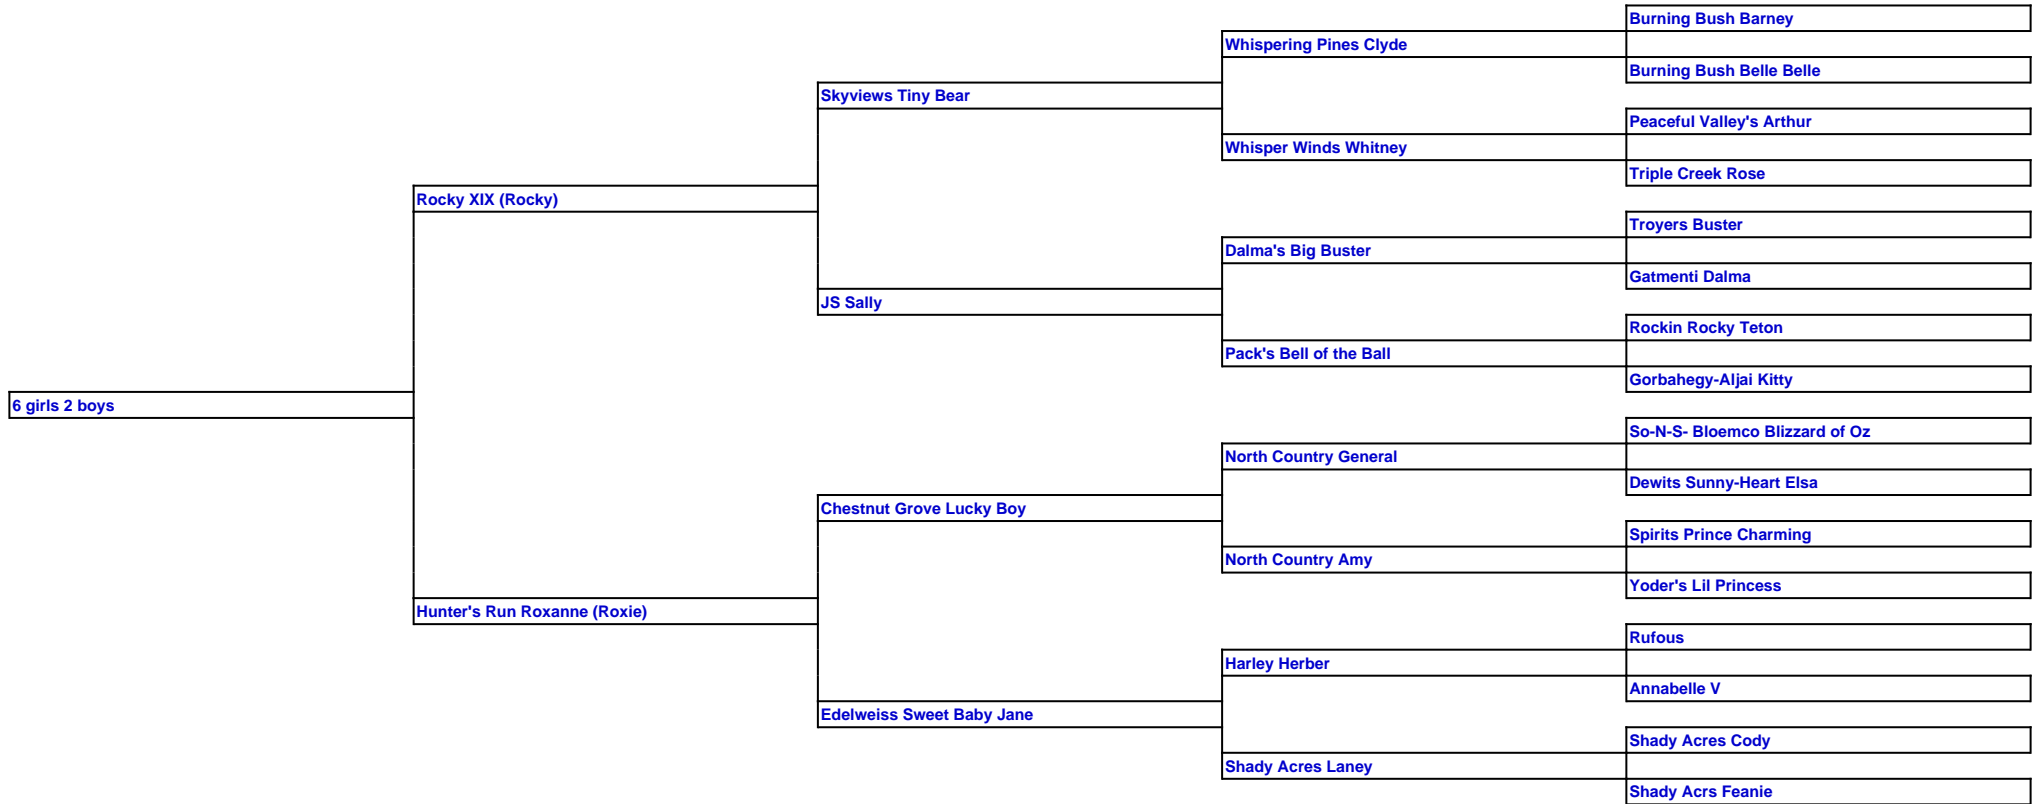 Burning Bush Barney
Whispering Pines Clyde
Burning Bush Belle Belle
Skyviews Tiny Bear
Peaceful Valley's Arthur
Whisper Winds Whitney
Triple Creek Rose
Rocky XIX (Rocky)
Troyers Buster
Dalma's Big Buster
Gatmenti Dalma
JS Sally
Rockin Rocky Teton
Pack's Bell of the Ball
Gorbahegy-Aljai Kitty
6 girls 2 boys
So-N-S- Bloemco Blizzard of Oz
North Country General
Dewits Sunny-Heart Elsa
Chestnut Grove Lucky Boy
Spirits Prince Charming
North Country Amy
Yoder's Lil Princess
Hunter's Run Roxanne (Roxie)
Rufous
Harley Herber
Annabelle V
Edelweiss Sweet Baby Jane
Shady Acres Cody
Shady Acres Laney
Shady Acrs Feanie